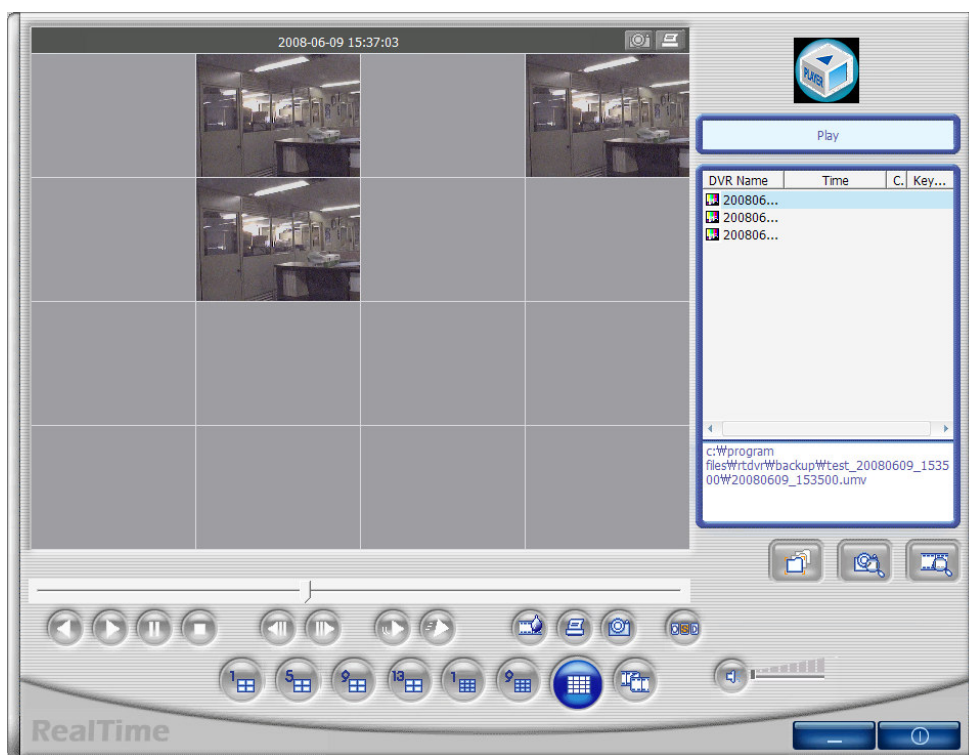 2008-06-09 15:37:03
PLAYER
Play
DVR Name Time C. Key...
200806...
200806...
200806...
c:₩program
files₩rtdvr₩backup₩test_20080609_1535
00₩20080609_153500.umv
OSD
1 5 9 13 1 9
RealTime